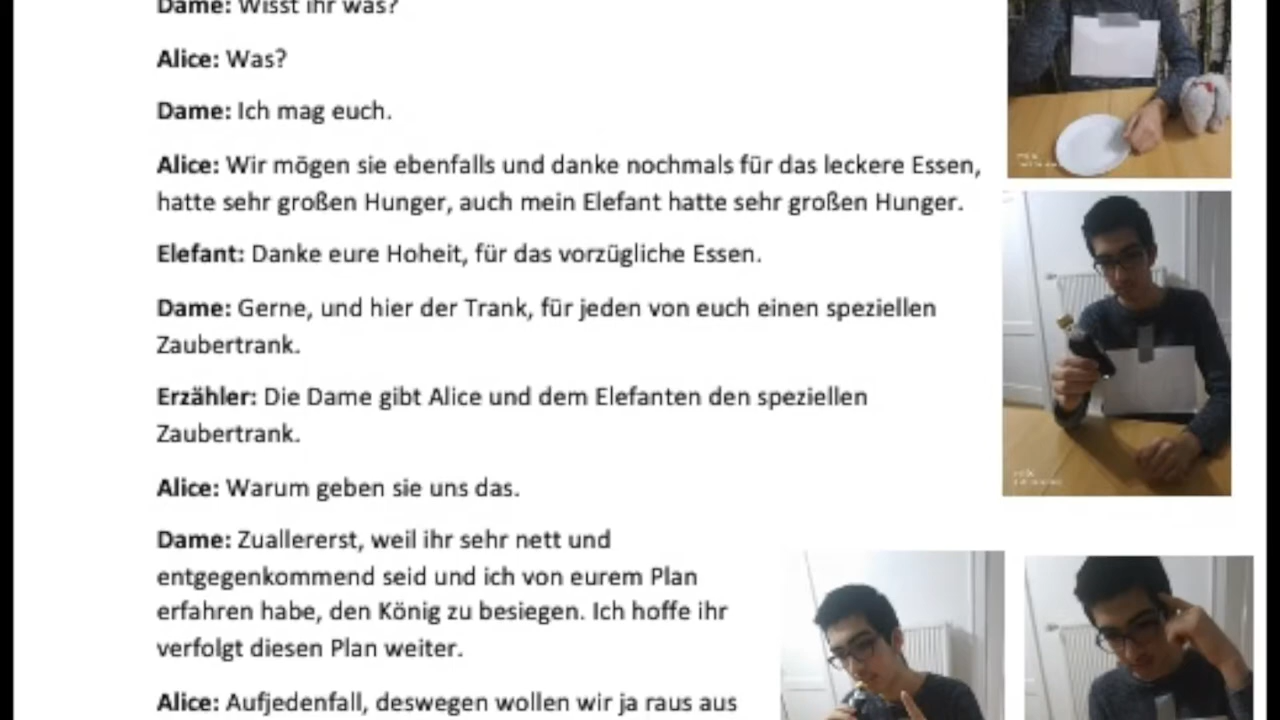 Dame: Wisst ihr was?
Alice: Was?
Dame: Ich mag euch.
Alice: Wir mögen sie ebenfalls und danke nochmals für das leckere Essen,
hatte sehr großen Hunger, auch mein Elefant hatte sehr großen Hunger.
Elefant: Danke eure Hoheit, für das vorzügliche Essen.
Dame: Gerne, und hier der Trank, für jeden von euch einen speziellen
Zaubertrank.
Erzähler: Die Dame gibt Alice und dem Elefanten den speziellen
Zaubertrank.
Alice: Warum geben sie uns das.
Dame: Zuallererst, weil ihr sehr nett und
entgegenkommend seid und ich von eurem Plan
erfahren habe, den König zu besiegen. Ich hoffe ihr
verfolgt diesen Plan weiter.
Alice: Aufjedenfall, deswegen wollen wir ja raus aus